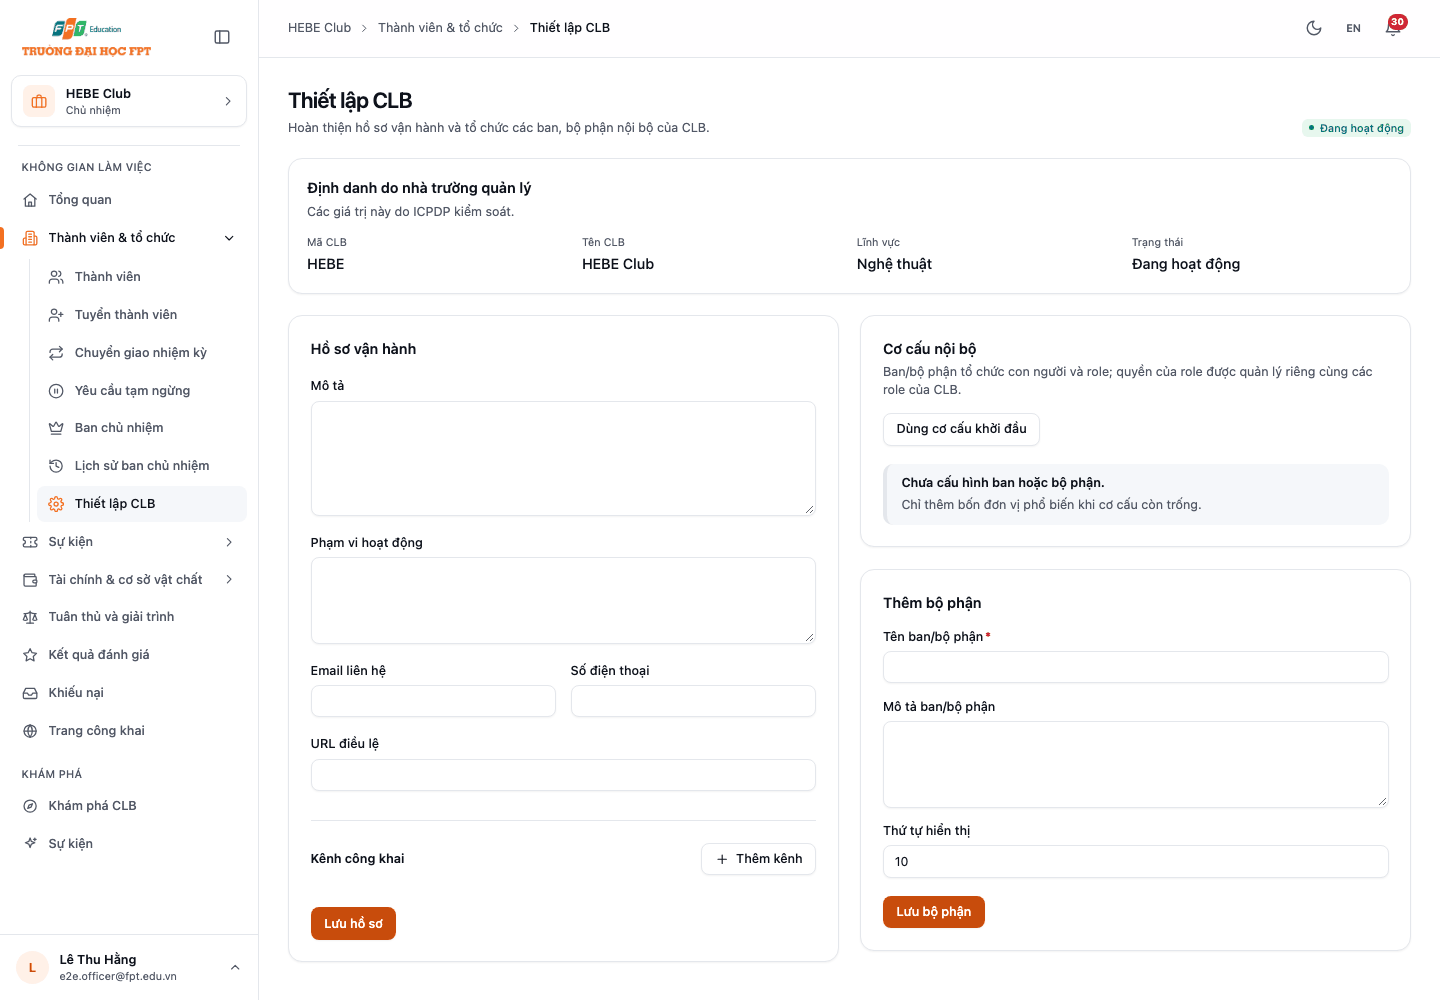 FPT Education
TRƯỜNG ĐẠI HỌC FPT
HEBE Club
Chủ nhiệm
KHÔNG GIAN LÀM VIỆC
Tổng quan
Thành viên & tổ chức
Thành viên
Tuyển thành viên
Chuyển giao nhiệm kỳ
Yêu cầu tạm ngừng
Ban chủ nhiệm
Lịch sử ban chủ nhiệm
Thiết lập CLB
Sự kiện
Tài chính & cơ sở vật chất
Tuân thủ và giải trình
Kết quả đánh giá
Khiếu nại
Trang công khai
KHÁM PHÁ
Khám phá CLB
Sự kiện
L
Lê Thu Hằng
e2e.officer@fpt.edu.vn
HEBE Club > Thành viên & tổ chức > Thiết lập CLB
EN
30
Thiết lập CLB
Hoàn thiện hồ sơ vận hành và tổ chức các ban, bộ phận nội bộ của CLB.
Đang hoạt động
Định danh do nhà trường quản lý
Các giá trị này do ICPDP kiểm soát.
Mã CLB
HEBE
Tên CLB
HEBE Club
Lĩnh vực
Nghệ thuật
Trạng thái
Đang hoạt động
Hồ sơ vận hành
Mô tả
Phạm vi hoạt động
Email liên hệ
Số điện thoại
URL điều lệ
Kênh công khai
Thêm kênh
Lưu hồ sơ
Cơ cấu nội bộ
Ban/bộ phận tổ chức con người và role; quyền của role được quản lý riêng cùng các
role của CLB.
Dùng cơ cấu khởi đầu
Chưa cấu hình ban hoặc bộ phận.
Chỉ thêm bốn đơn vị phổ biến khi cơ cấu còn trống.
Thêm bộ phận
Tên ban/bộ phận *
Mô tả ban/bộ phận
Thứ tự hiển thị
10
Lưu bộ phận